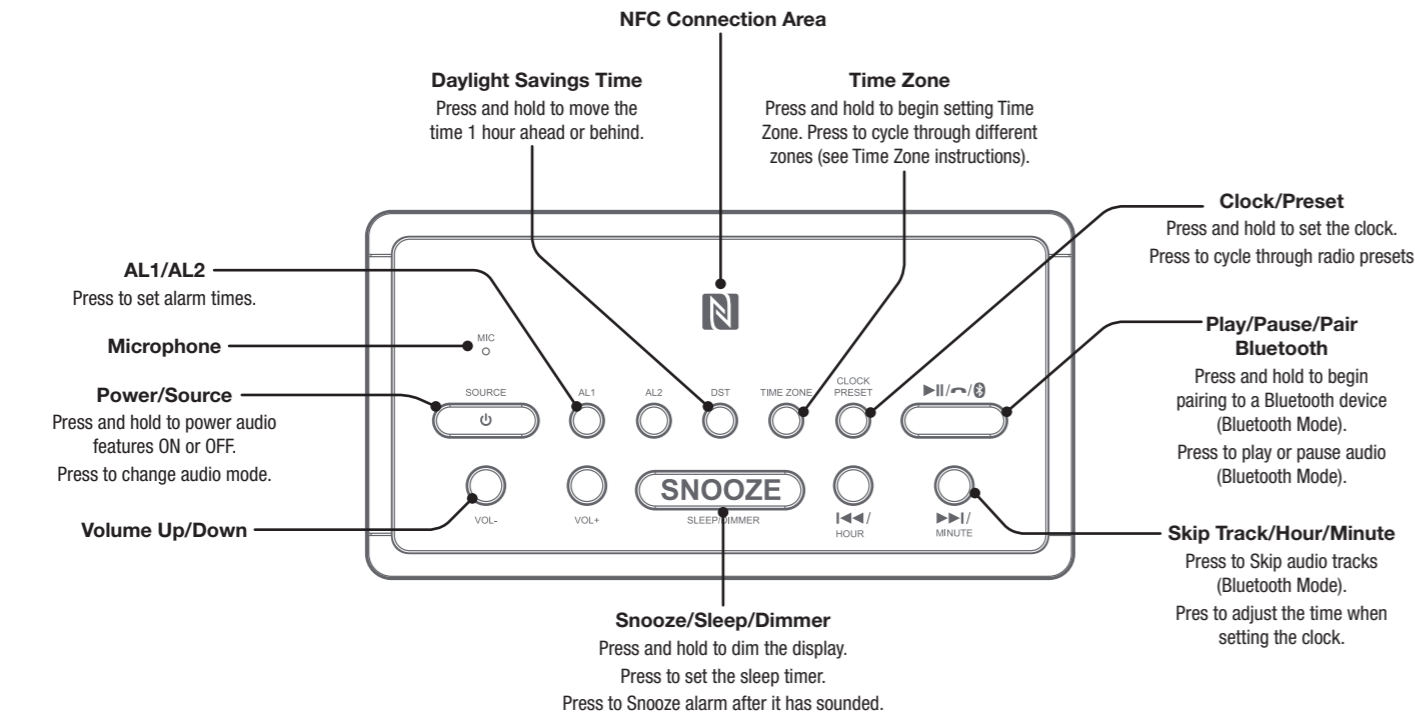 NFC Connection Area
Daylight Savings Time
Press and hold to move the
time 1 hour ahead or behind.
Time Zone
Press and hold to begin setting Time
Zone. Press to cycle through different
zones (see Time Zone instructions).
Clock/Preset
Press and hold to set the clock.
Press to cycle through radio presets
AL1/AL2
Press to set alarm times.
Microphone
Power/Source
Press and hold to power audio
features ON or OFF.
Press to change audio mode.
Volume Up/Down
MIC
SOURCE
AL1
AL2
DST
TIME ZONE
CLOCK
PRESET
VOL-
VOL+
SNOOZE
SLEEP/DIMMER
/
HOUR
/
MINUTE
Play/Pause/Pair
Bluetooth
Press and hold to begin
pairing to a Bluetooth device
(Bluetooth Mode).
Press to play or pause audio
(Bluetooth Mode).
Skip Track/Hour/Minute
Press to Skip audio tracks
(Bluetooth Mode).
Pres to adjust the time when
setting the clock.
Snooze/Sleep/Dimmer
Press and hold to dim the display.
Press to set the sleep timer.
Press to Snooze alarm after it has sounded.